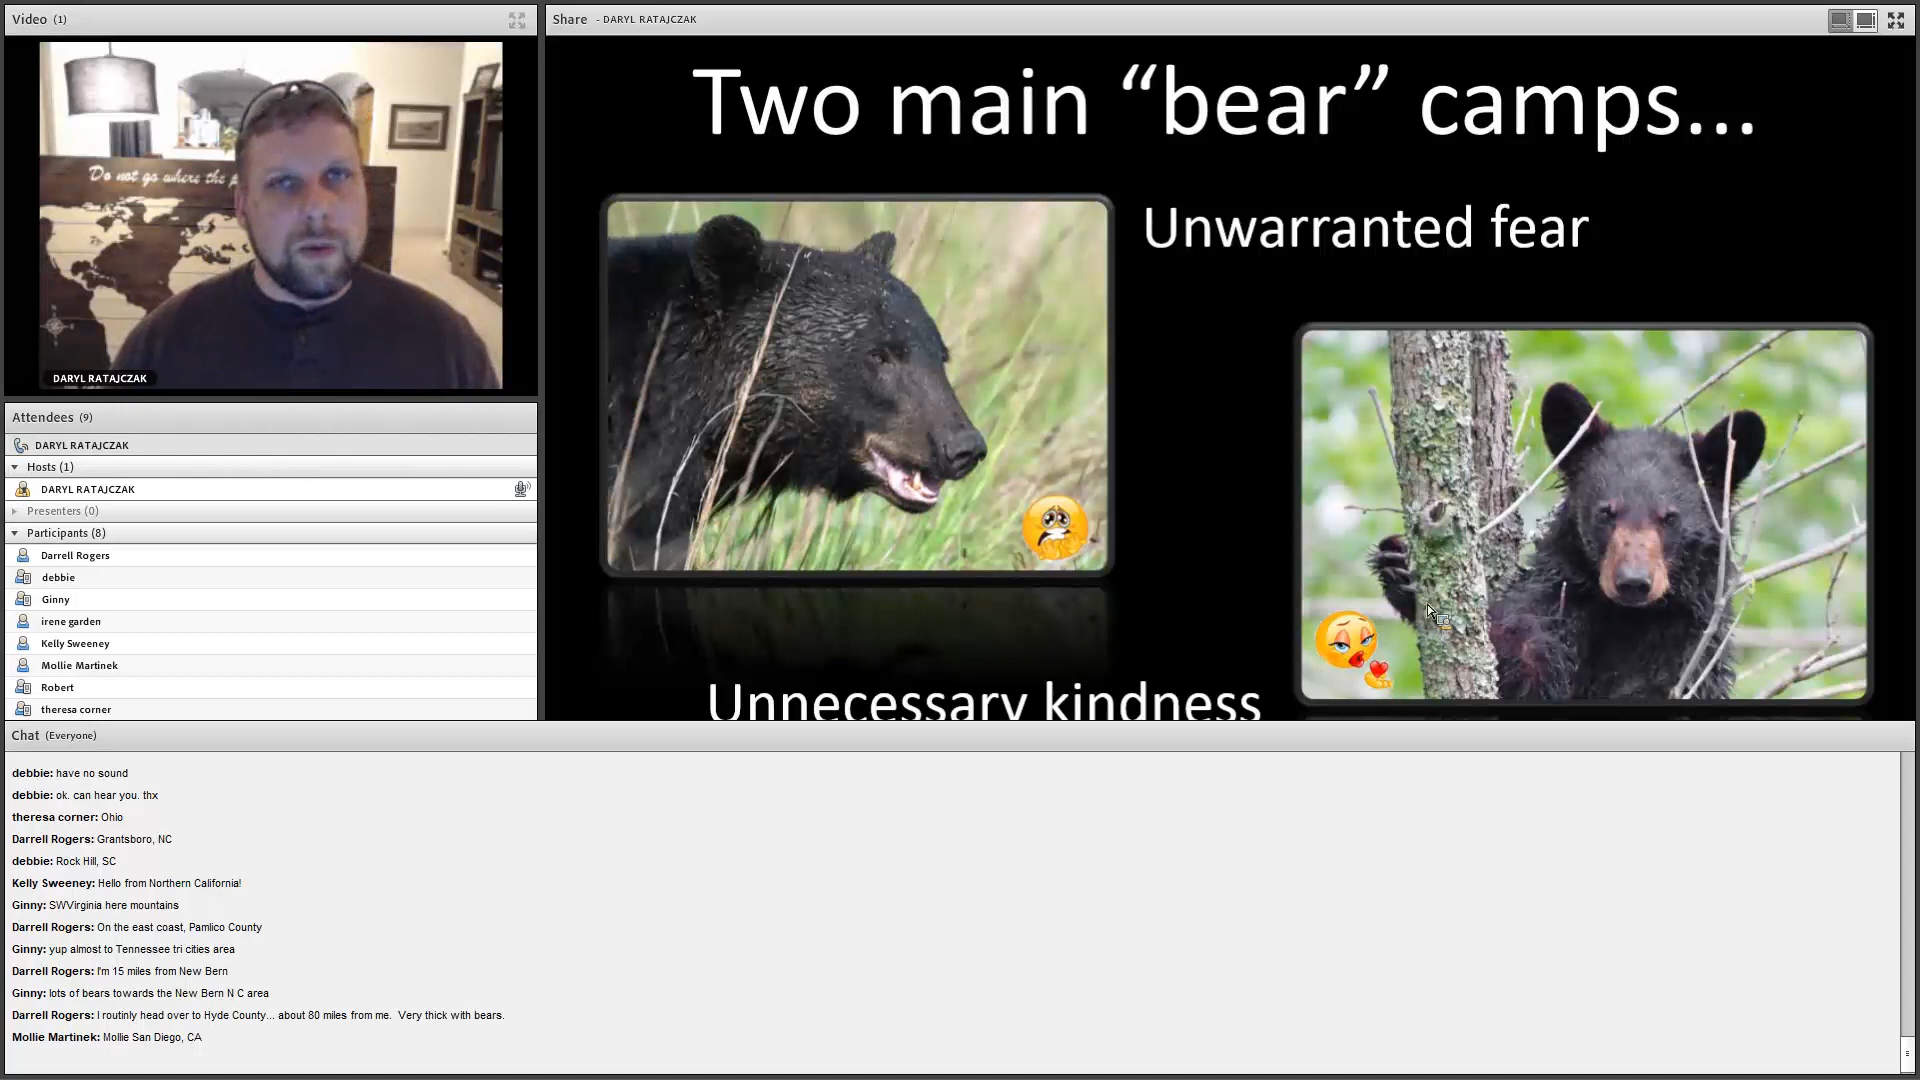 Video (1)
Do not go where the p
DARYL RATAJCZAK
Attendees (9)
DARYL RATAJCZAK
Hosts (1)
DARYL RATAJCZAK
Presenters (0)
Participants (8)
Darrell Rogers
debbie
Ginny
irene garden
Kelly Sweeney
Mollie Martinek
Robert
theresa corner
Share - DARYL RATAJCZAK
Two main “bear” camps...
Unwarranted fear
Unnecessary kindness
Chat (Everyone)
debbie: have no sound
debbie: ok. can hear you. thx
theresa corner: Ohio
Darrell Rogers: Grantsboro, NC
debbie: Rock Hill, SC
Kelly Sweeney: Hello from Northern California!
Ginny: SWVirginia here mountains
Darrell Rogers: On the east coast, Pamlico County
Ginny: yup almost to Tennessee tri cities area
Darrell Rogers: I'm 15 miles from New Bern
Ginny: lots of bears towards the New Bern N C area
Darrell Rogers: I routinly head over to Hyde County... about 80 miles from me.  Very thick with bears.
Mollie Martinek: Mollie San Diego, CA